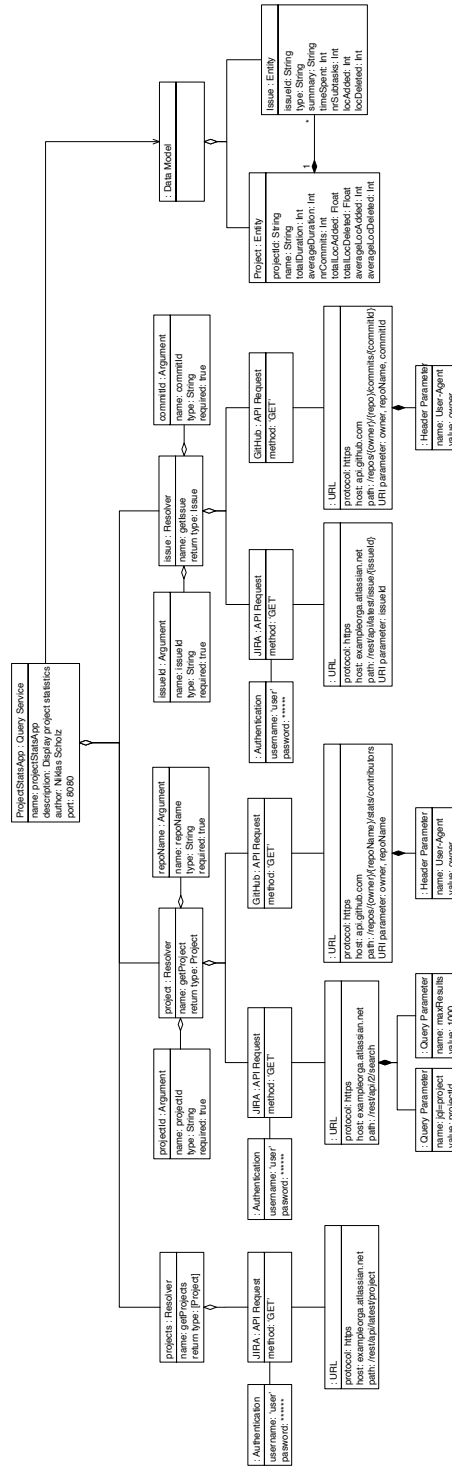 ProjectStatsApp : Query Service
name: projectStatsApp
description: Display project statistics
author: Niklas Scholz
port: 8080
projects : Resolver
name: getProjects
return type: [Project]
projectId : Argument
name: projectId
type: String
required: true
project : Resolver
name: getProject
return type: Project
repoName : Argument
name: repoName
type: String
required: true
issueId : Argument
name: issueId
type: String
required: true
issue : Resolver
name: getIssue
return type: Issue
commitId : Argument
name: commitId
type: String
required: true
: Data Model
: Authentication
username: 'user'
pasword: ******
JIRA : API Request
method: 'GET'
: Authentication
username: 'user'
pasword: ******
JIRA : API Request
method: 'GET'
GitHub : API Request
method: 'GET'
: Authentication
username: 'user'
pasword: ******
JIRA : API Request
method: 'GET'
GitHub : API Request
method: 'GET'
Project : Entity
projectId: String
name: String
totalDuration: Int
averageDuration: Int
nrCommits: Int
totalLocAdded: Float
totalLocDeleted: Float
averageLocAdded: Int
averageLocDeleted: Int
1
*
Issue : Entity
issueId: String
type: String
summary: String
timeSpent: Int
nrSubtasks: Int
locAdded: Int
locDeleted: Int
: URL
protocol: https
host: exampleorga.atlassian.net
path: /rest/api/latest/project
: URL
protocol: https
host: exampleorga.atlassian.net
path: /rest/api/2/search
: URL
protocol: https
host: api.github.com
path: /repos/{owner}/{repoName}/stats/contributors
URI parameter: owner, repoName
: URL
protocol: https
host: exampleorga.atlassian.net
path: /rest/api/latest/issue/{issueId}
URI parameter: issueId
: URL
protocol: https
host: api.github.com
path: /repos/{owner}/{repo}/commits/{commitId}
URI parameter: owner, repoName, commitId
: Query Parameter
name: jql=project
value: projectId
: Query Parameter
name: maxResults
value: 1000
: Header Parameter
name: User-Agent
value: owner
: Header Parameter
name: User-Agent
value: owner